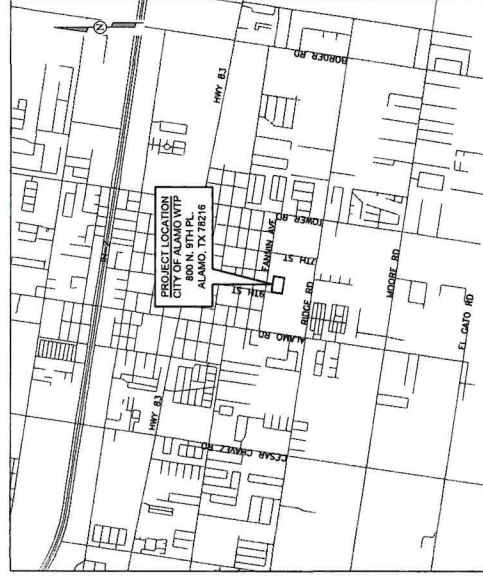 N
BORDER RD
HWY 83
PROJECT LOCATION
CITY OF ALAMO WTP
800 N. 9TH PL.
ALAMO, TX 78216
TOWER RD
FANNIN AVE
7TH ST
9TH ST
RIDGE RD
MOORE RD
ALAMO RD
EL GATO RD
HWY 83
CESAR CHAVEZ RD